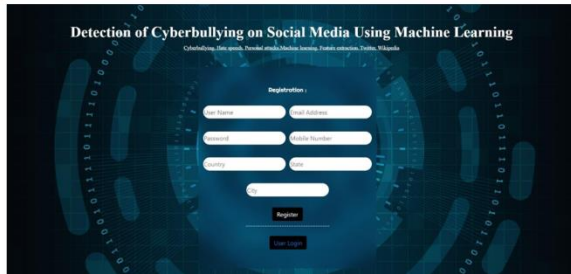 Detection of Cyberbullying on Social Media Using Machine Learning
Cyberbullying, Hate speech, Personal attacks, Machine learning, Feature extraction, Twitter, Wikipedia
Registration :
User Name Email Address
Password Mobile Number
Country State
City
Register
User Login